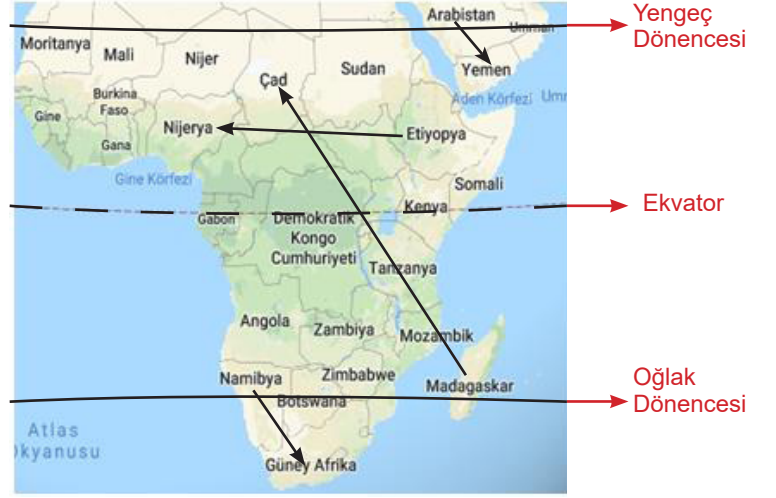 Arabistan
Umman
Yengeç
Dönencesi
Moritanya
Mali
Nijer
Çad
Sudan
Yemen
Aden Körfezi
Umm
Burkina
Faso
Gine
Gana
Nijerya
Etiyopya
Gine Körfezi
Somali
Gabon
Kenya
Ekvator
Demokratik
Kongo
Cumhuriyeti
Tanzanya
Angola
Zambiya
Mozambik
Namibya
Zimbabwe
Madagaskar
Botswana
Oğlak
Dönencesi
Atlas
Okyanusu
Güney Afrika